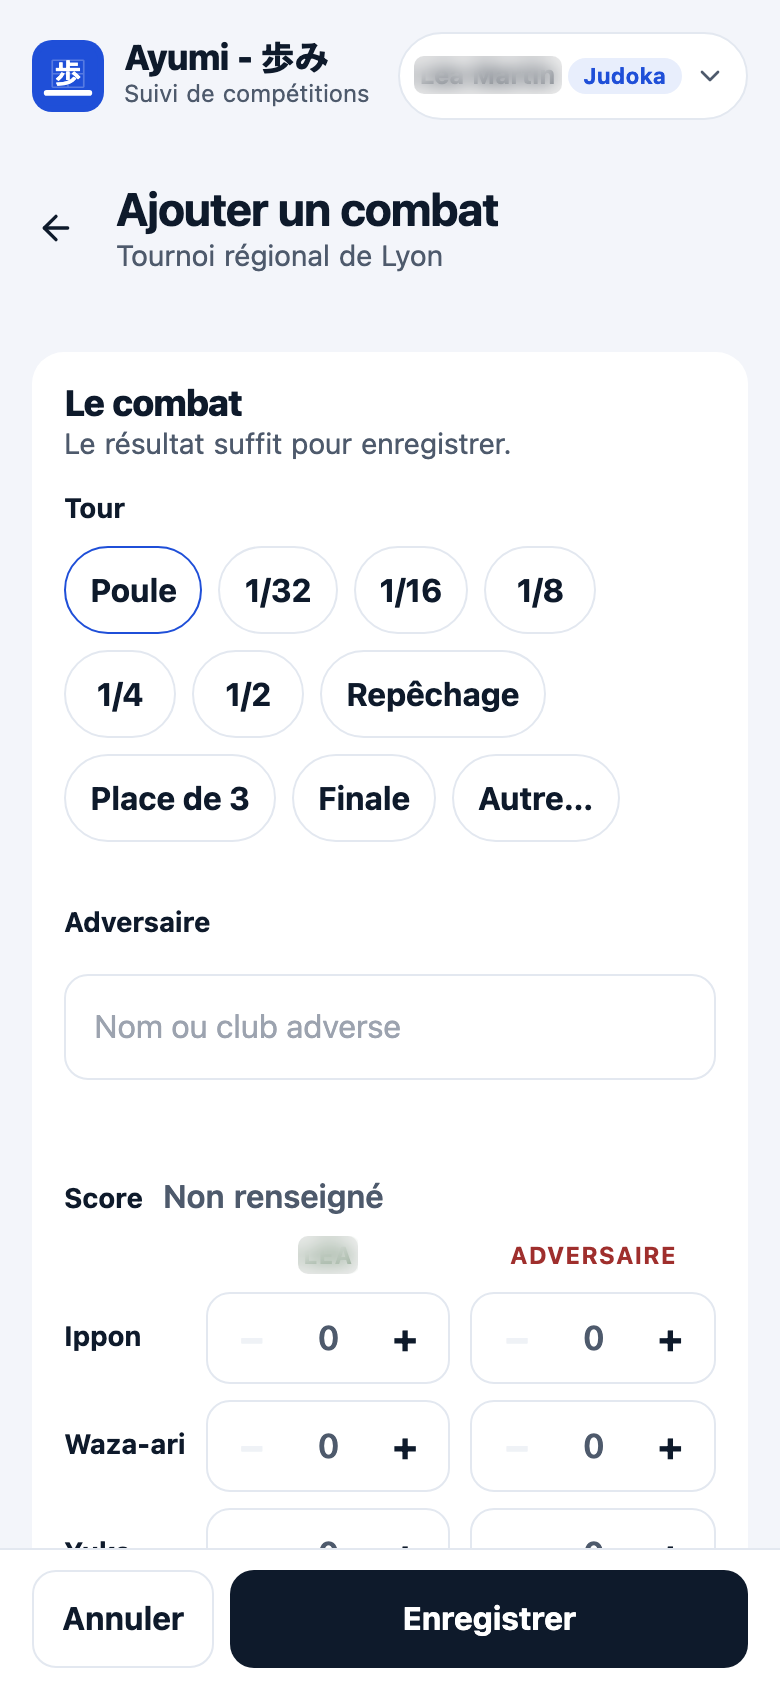 歩
Ayumi - 歩み
Suivi de compétitions
Judoka
Ajouter un combat
Tournoi régional de Lyon
Le combat
Le résultat suffit pour enregistrer.
Tour
Poule
1/32
1/16
1/8
1/4
1/2
Repêchage
Place de 3
Finale
Autre...
Adversaire
Nom ou club adverse
Score Non renseigné
ADVERSAIRE
Ippon
− 0 +
− 0 +
Waza-ari
− 0 +
− 0 +
Annuler
Enregistrer